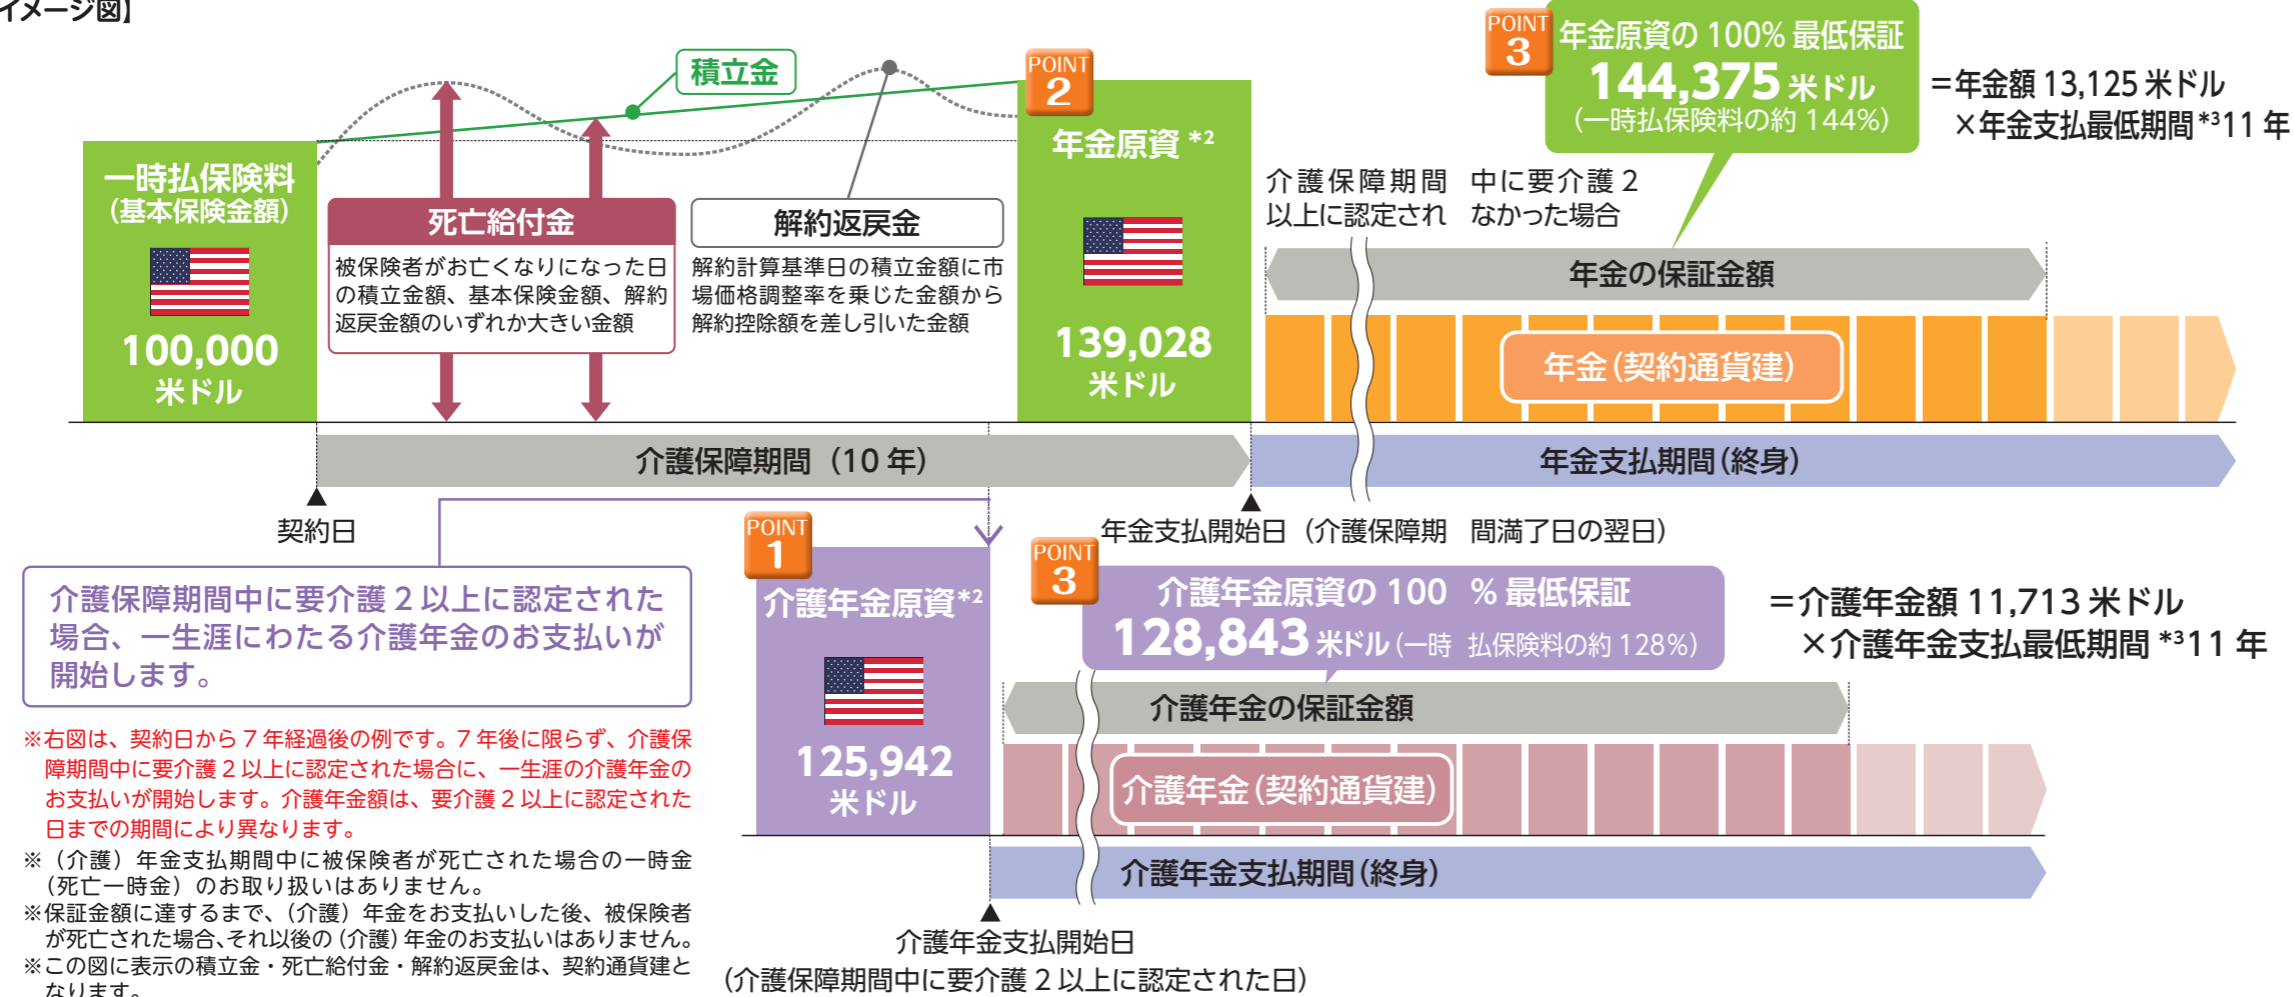 イメージ図】
POINT
3
年金原資の 100% 最低保証
144,375 米ドル
(一時払保険料の約 144%)
＝年金額 13,125 米ドル
×年金支払最低期間*³11 年
積立金
POINT
2
年金原資 *²
139,028
米ドル
一時払保険料
(基本保険金額)
100,000
米ドル
死亡給付金
被保険者がお亡くなりになった日
の積立金額、基本保険金額、解約
返戻金額のいずれか大きい金額
解約返戻金
解約計算基準日の積立金額に市
場価格調整率を乗じた金額から
解約控除額を差し引いた金額
介護保障期間 中に要介護 2
以上に認定され なかった場合
年金の保証金額
年金(契約通貨建)
介護保障期間（10 年）
年金支払期間(終身)
契約日
年金支払開始日（介護保障期 間満了日の翌日）
介護保障期間中に要介護 2 以上に認定された
場合、一生涯にわたる介護年金のお支払いが
開始します。
POINT
1
介護年金原資*²
125,942
米ドル
POINT
3
介護年金原資の 100 % 最低保証
128,843 米ドル (一時 払保険料の約 128%)
＝介護年金額 11,713 米ドル
×介護年金支払最低期間 *³11 年
介護年金の保証金額
介護年金(契約通貨建)
介護年金支払期間(終身)
介護年金支払開始日
（介護保障期間中に要介護 2 以上に認定された日）
※右図は、契約日から 7 年経過後の例です。7 年後に限らず、介護保
障期間中に要介護 2 以上に認定された場合に、一生涯の介護年金の
お支払いが開始します。介護年金額は、要介護 2 以上に認定された
日までの期間により異なります。
※（介護）年金支払期間中に被保険者が死亡された場合の一時金
（死亡一時金）のお取り扱いはありません。
※保証金額に達するまで、（介護）年金をお支払いした後、被保険者
が死亡された場合、それ以後の（介護）年金のお支払いはありません。
※この図に表示の積立金・死亡給付金・解約返戻金は、契約通貨建と
なります。